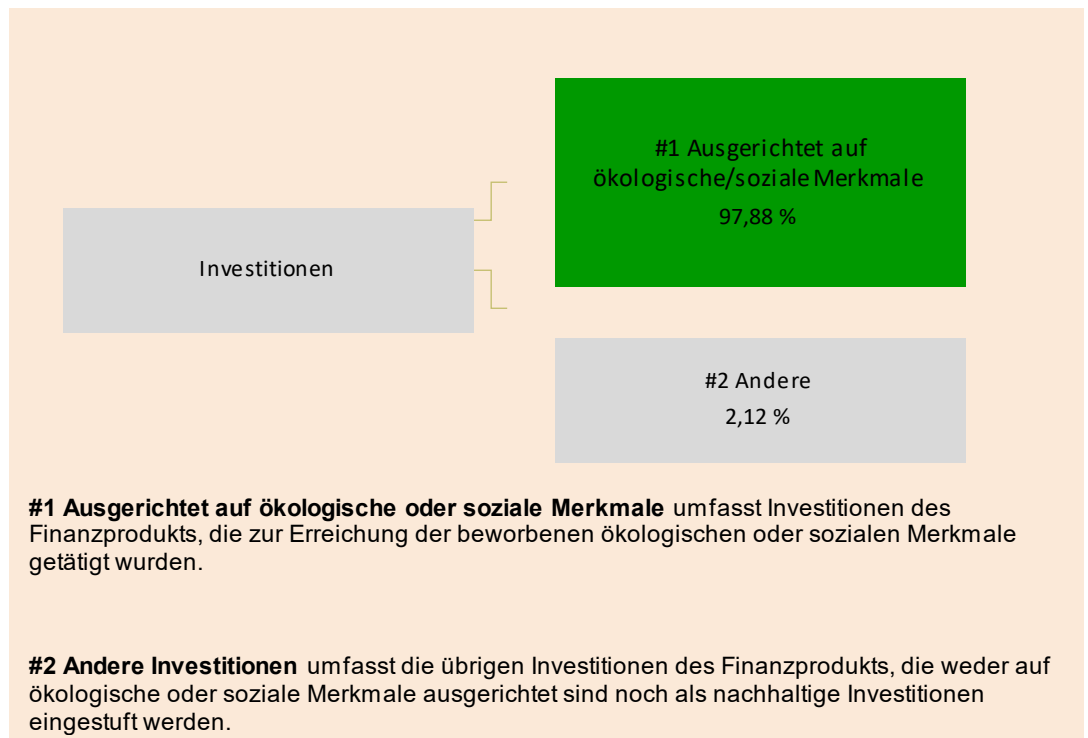 #1 Ausgerichtet auf
ökologische/soziale Merkmale
97,88 %
Investitionen
#2 Andere
2,12 %
#1 Ausgerichtet auf ökologische oder soziale Merkmale umfasst Investitionen des
Finanzprodukts, die zur Erreichung der beworbenen ökologischen oder sozialen Merkmale
getätigt wurden.
#2 Andere Investitionen umfasst die übrigen Investitionen des Finanzprodukts, die weder auf
ökologische oder soziale Merkmale ausgerichtet sind noch als nachhaltige Investitionen
eingestuft werden.